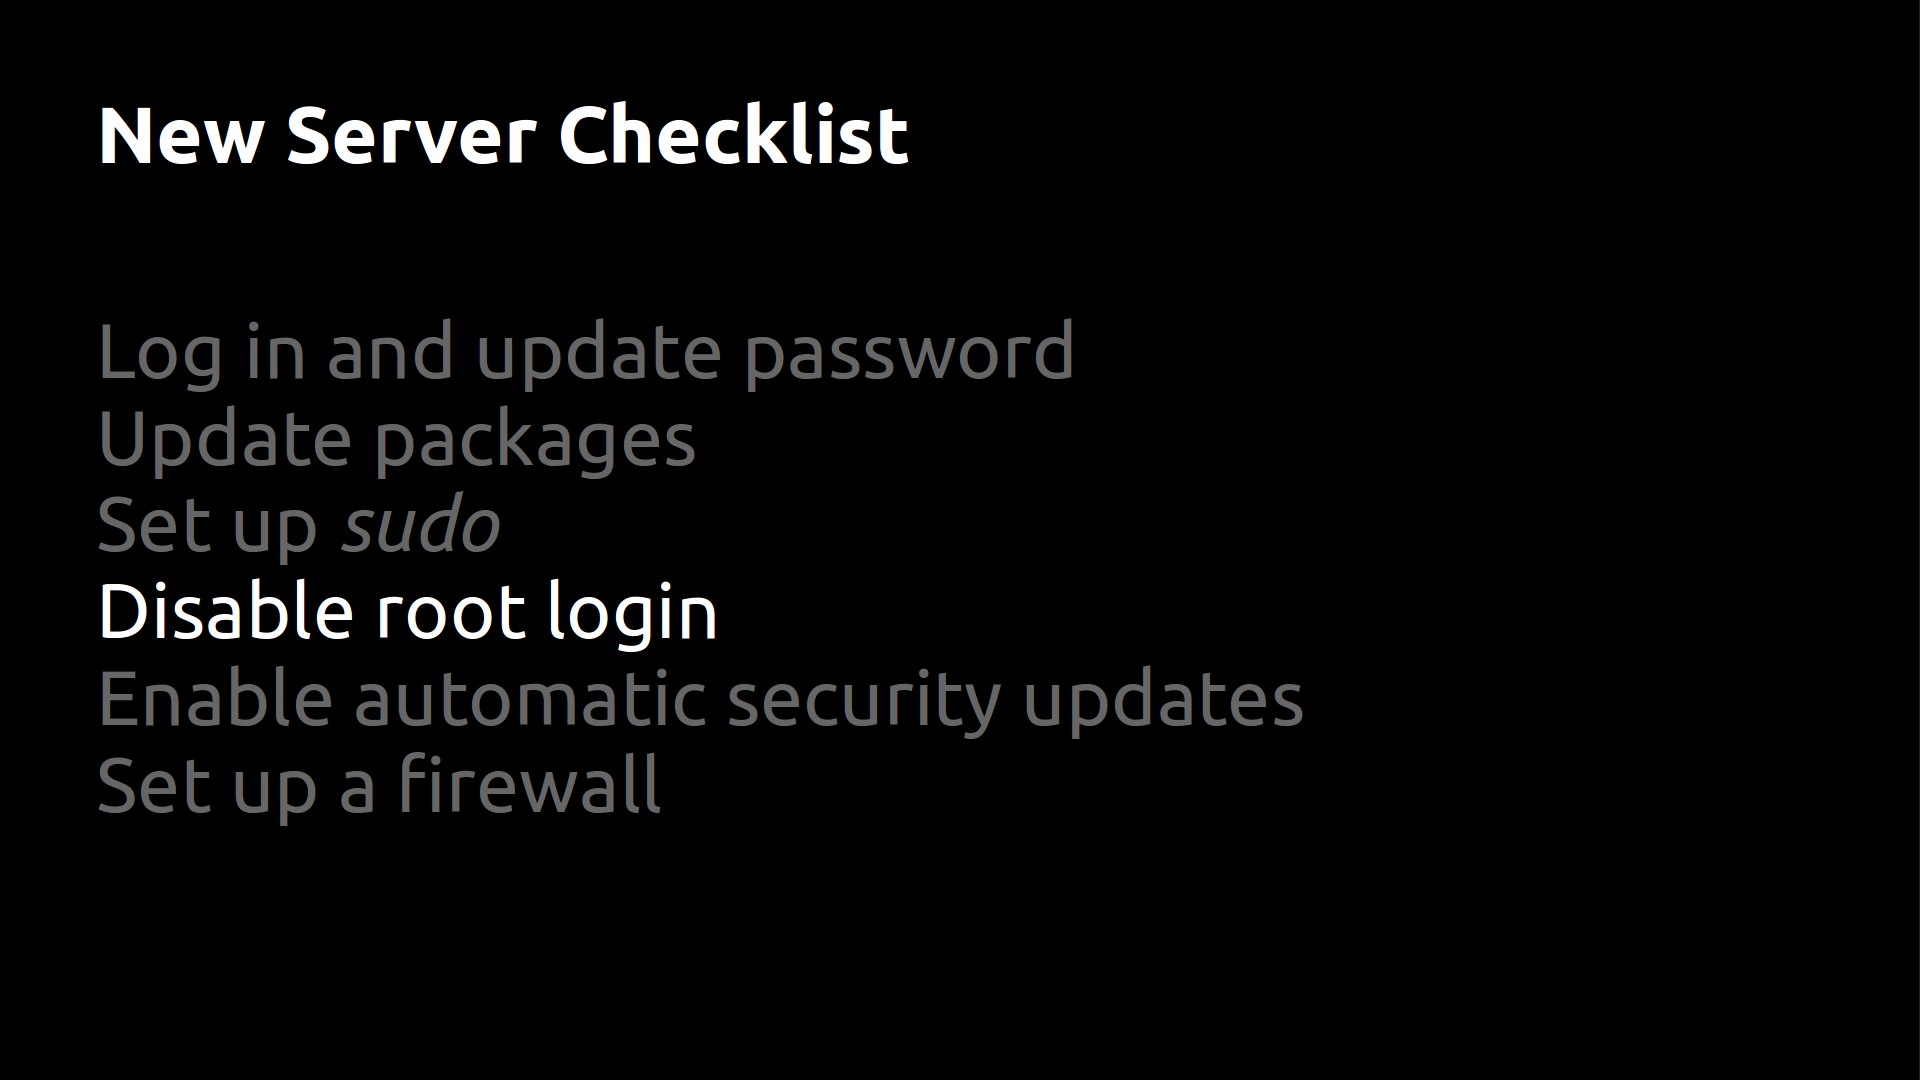 New Server Checklist
Log in and update password
Update packages
Set up sudo
Disable root login
Enable automatic security updates
Set up a firewall